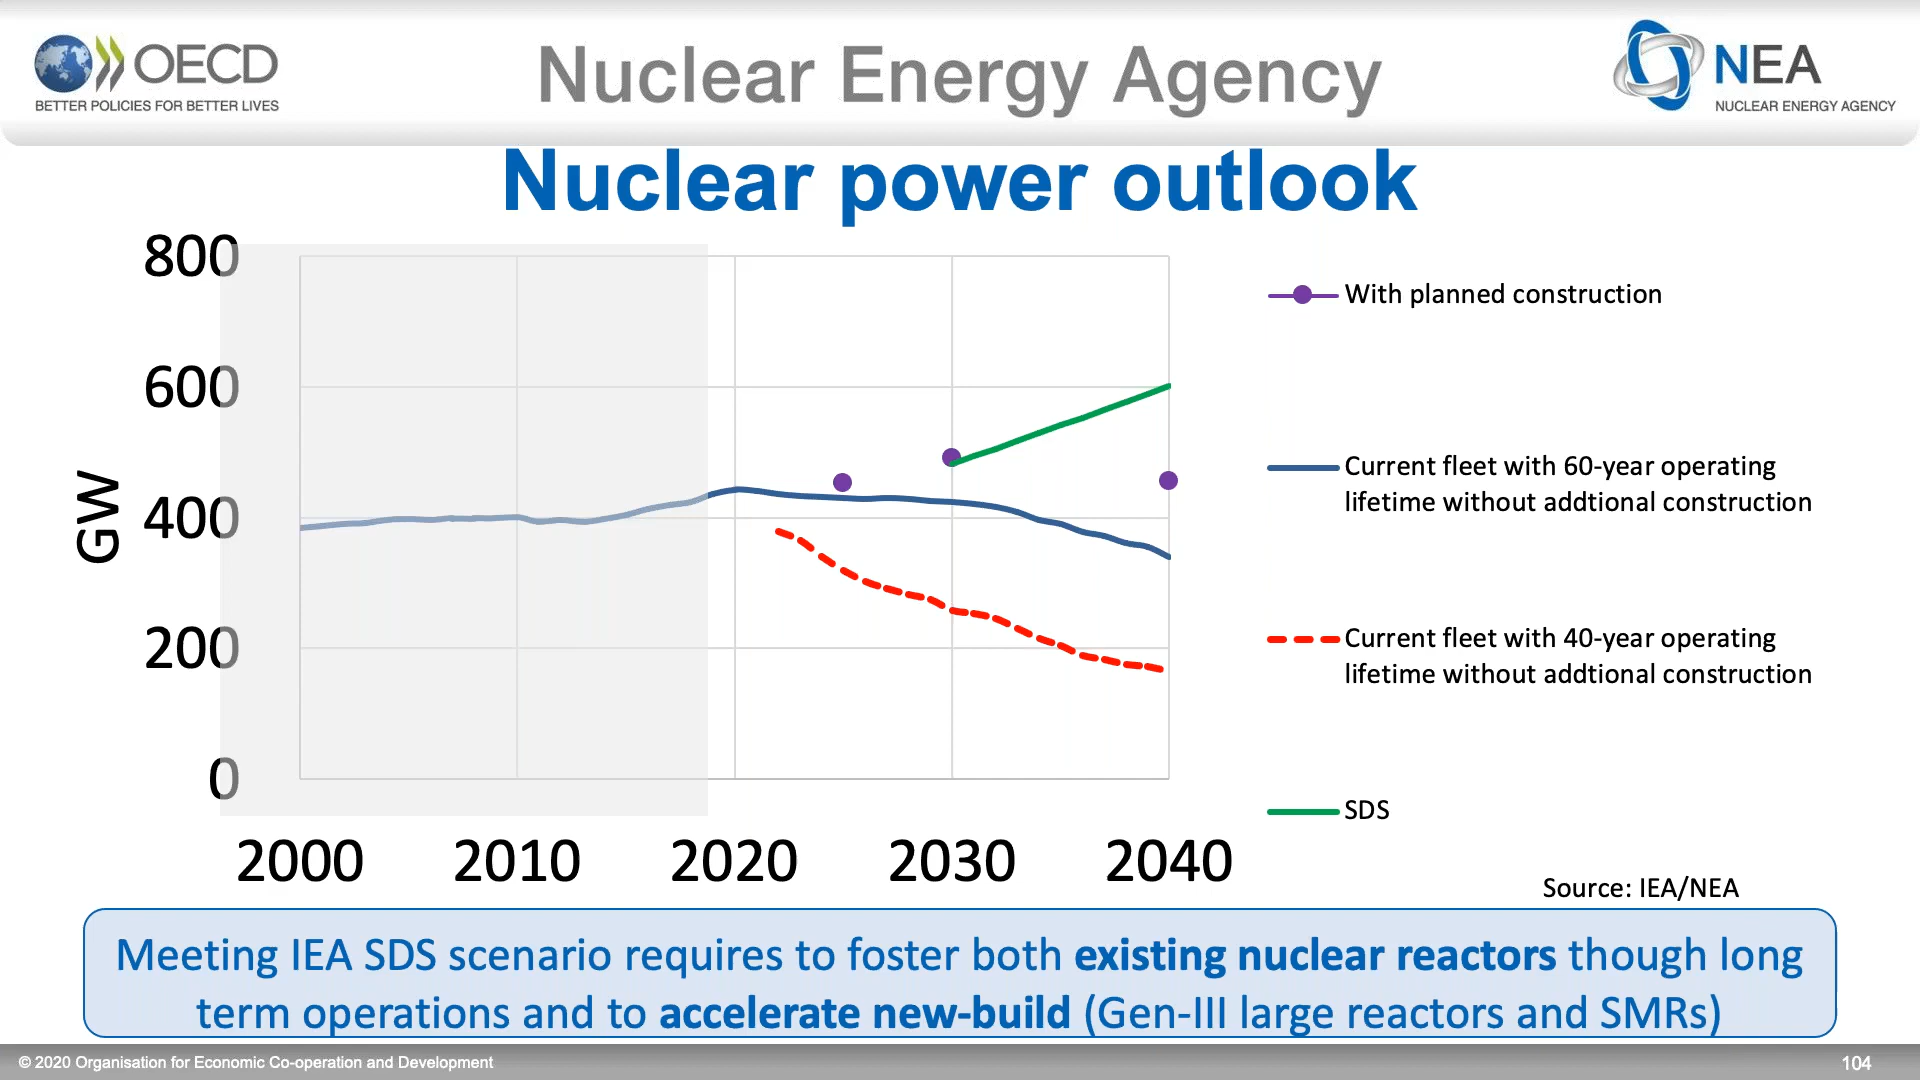 OECD
BETTER POLICIES FOR BETTER LIVES
Nuclear Energy Agency
NEA
NUCLEAR ENERGY AGENCY
Nuclear power outlook
800
600
400
200
0
GW
2000 2010 2020 2030 2040
With planned construction
Current fleet with 60-year operating
lifetime without addtional construction
Current fleet with 40-year operating
lifetime without addtional construction
SDS
Source: IEA/NEA
Meeting IEA SDS scenario requires to foster both existing nuclear reactors though long
term operations and to accelerate new-build (Gen-III large reactors and SMRs)
© 2020 Organisation for Economic Co-operation and Development
104